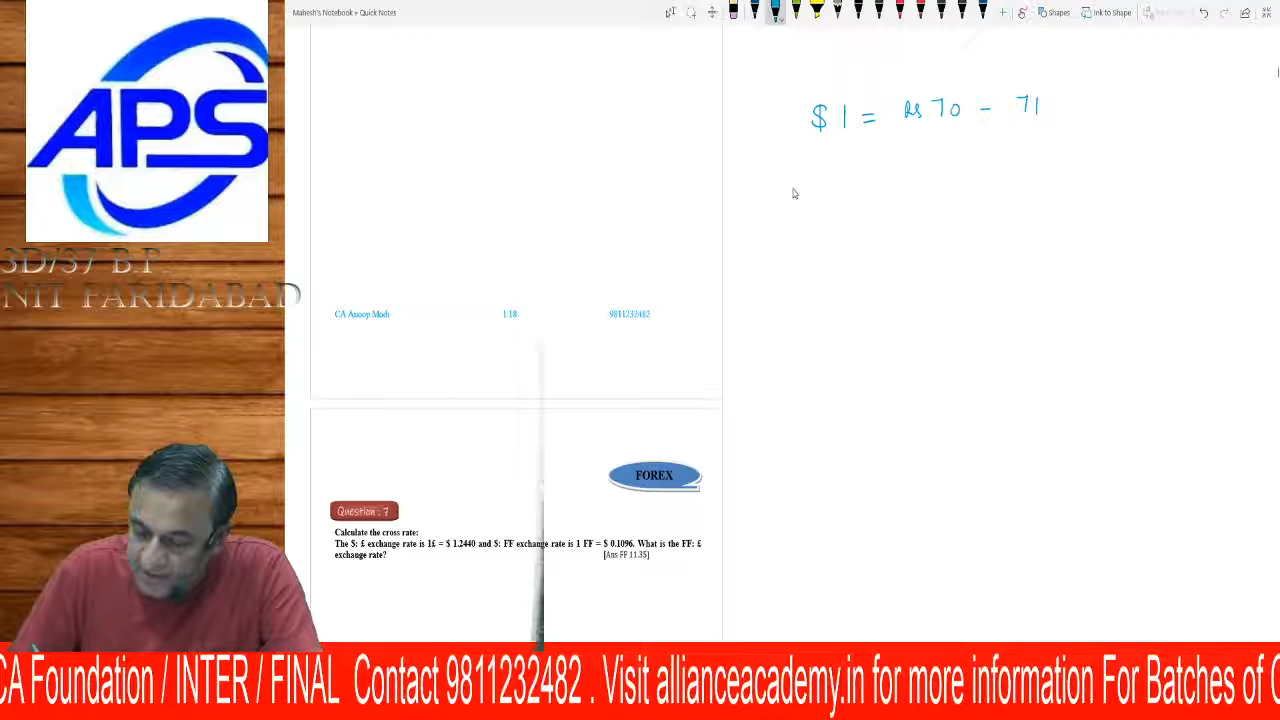 Mahesh's Notebook » Quick Notes
Shapes
Ink to Shape
APS
3D/37 B.P.
NIT FARIDABAD
$ 1 = Rs 70 - 71
CA Anoop Modi 1.18 9811232482
FOREX
Question : 7
Calculate the cross rate:
The $: £ exchange rate is 1£ = $ 1.2440 and $: FF exchange rate is 1 FF = $ 0.1096. What is the FF: £
exchange rate? [Ans FF 11.35]
CA Foundation / INTER / FINAL Contact 9811232482 . Visit allianceacademy.in for more information For Batches of